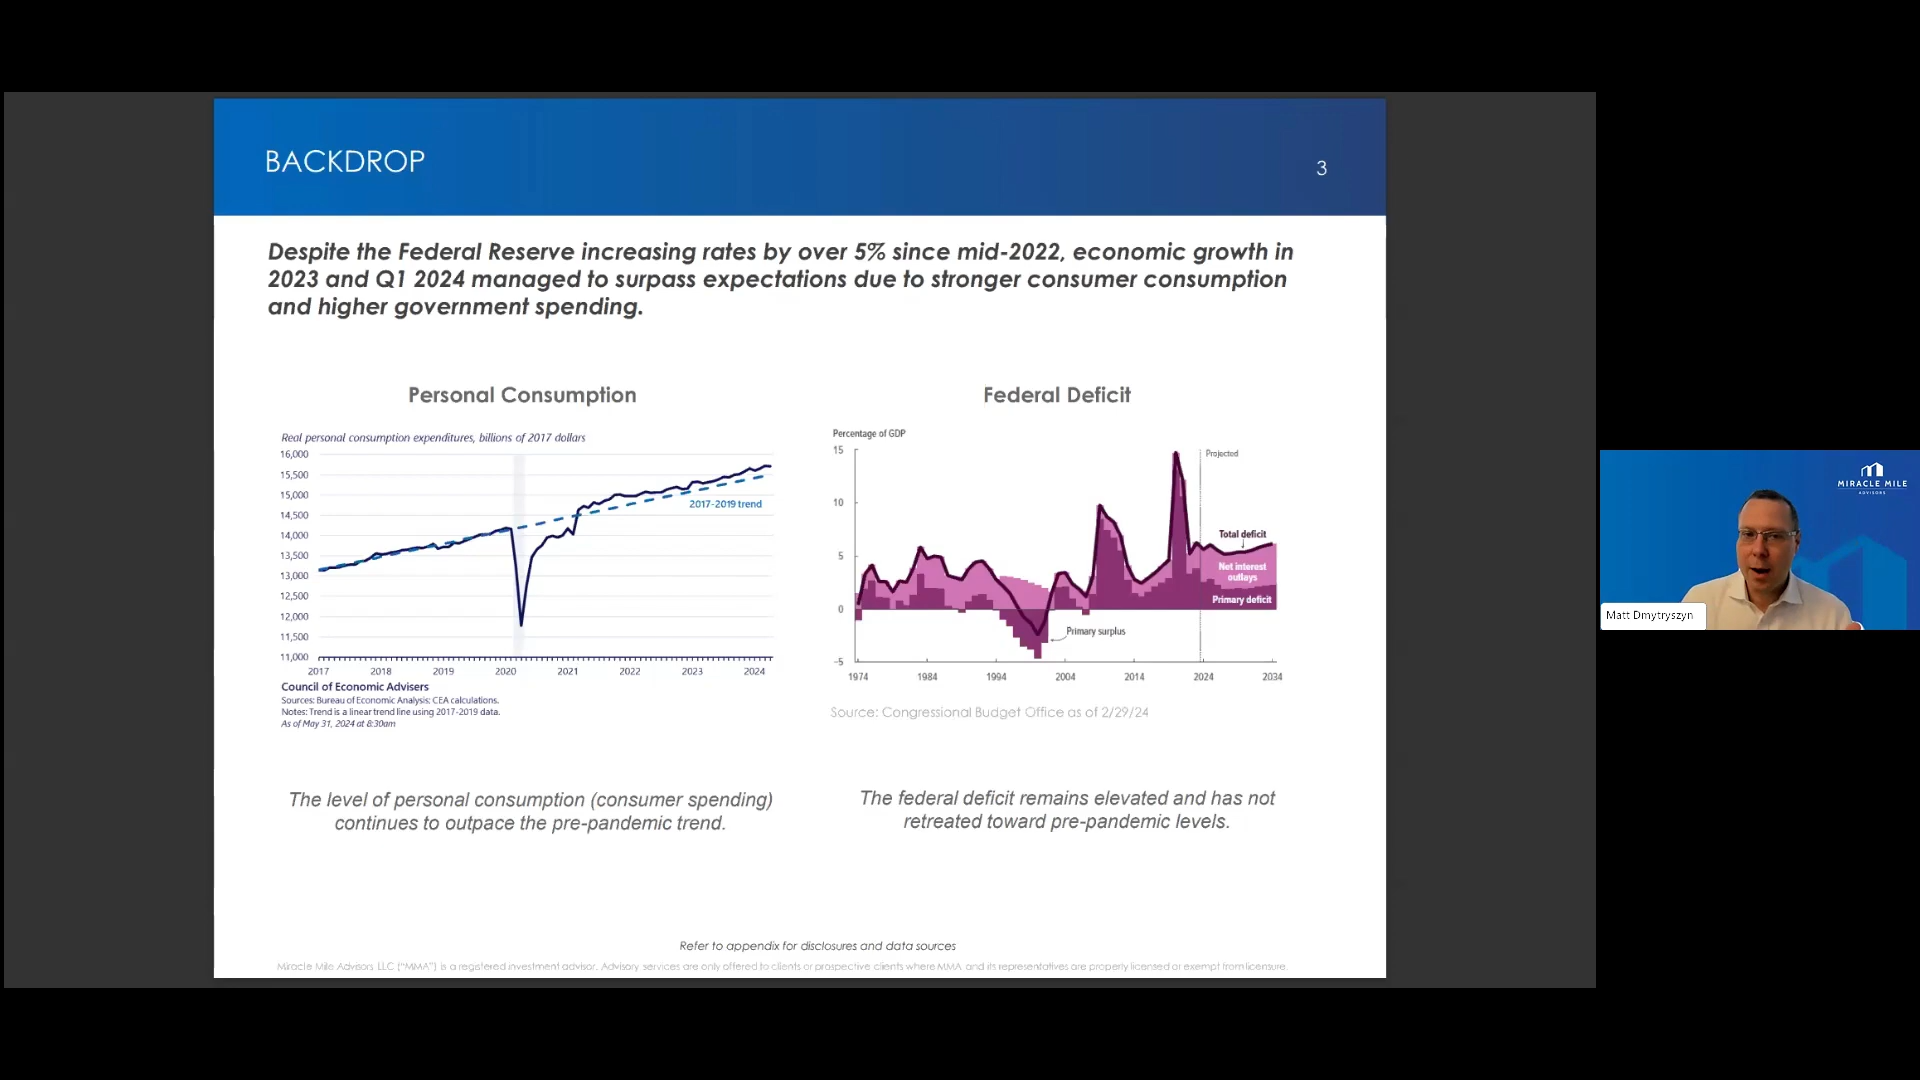 BACKDROP
3
Despite the Federal Reserve increasing rates by over 5% since mid-2022, economic growth in
2023 and Q1 2024 managed to surpass expectations due to stronger consumer consumption
and higher government spending.
Personal Consumption
Real personal consumption expenditures, billions of 2017 dollars
16,000
15,500
15,000
14,500
14,000
13,500
13,000
12,500
12,000
11,500
11,000
2017-2019 trend
2017 2018 2019 2020 2021 2022 2023 2024
Council of Economic Advisers
Sources: Bureau of Economic Analysis; CEA calculations.
Notes: Trend is a linear trend line using 2017-2019 data.
As of May 31, 2024 at 8:30am
The level of personal consumption (consumer spending)
continues to outpace the pre-pandemic trend.
Federal Deficit
Percentage of GDP
15
10
5
0
-5
Projected
Total deficit
Net interest
outlays
Primary deficit
Primary surplus
1974 1984 1994 2004 2014 2024 2034
Source: Congressional Budget Office as of 2/29/24
The federal deficit remains elevated and has not
retreated toward pre-pandemic levels.
Refer to appendix for disclosures and data sources
Miracle Mile Advisors LLC ("MMA") is a registered investment advisor. Advisory services are only offered to clients or prospective clients where MMA and its representatives are properly licensed or exempt from licensure.
MIRACLE MILE
ADVISORS
Matt Dmytryszyn